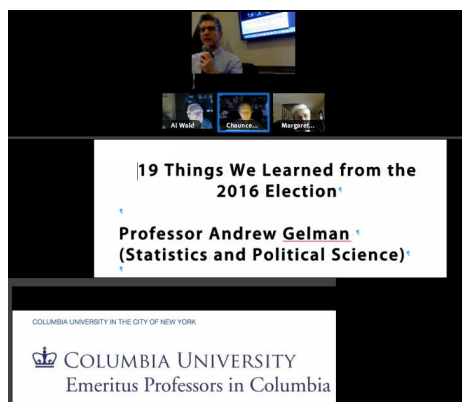 Al Wald
Chaunce...
Margaret...
19 Things We Learned from the
2016 Election
Professor Andrew Gelman
(Statistics and Political Science)
COLUMBIA UNIVERSITY IN THE CITY OF NEW YORK
COLUMBIA UNIVERSITY
Emeritus Professors in Columbia